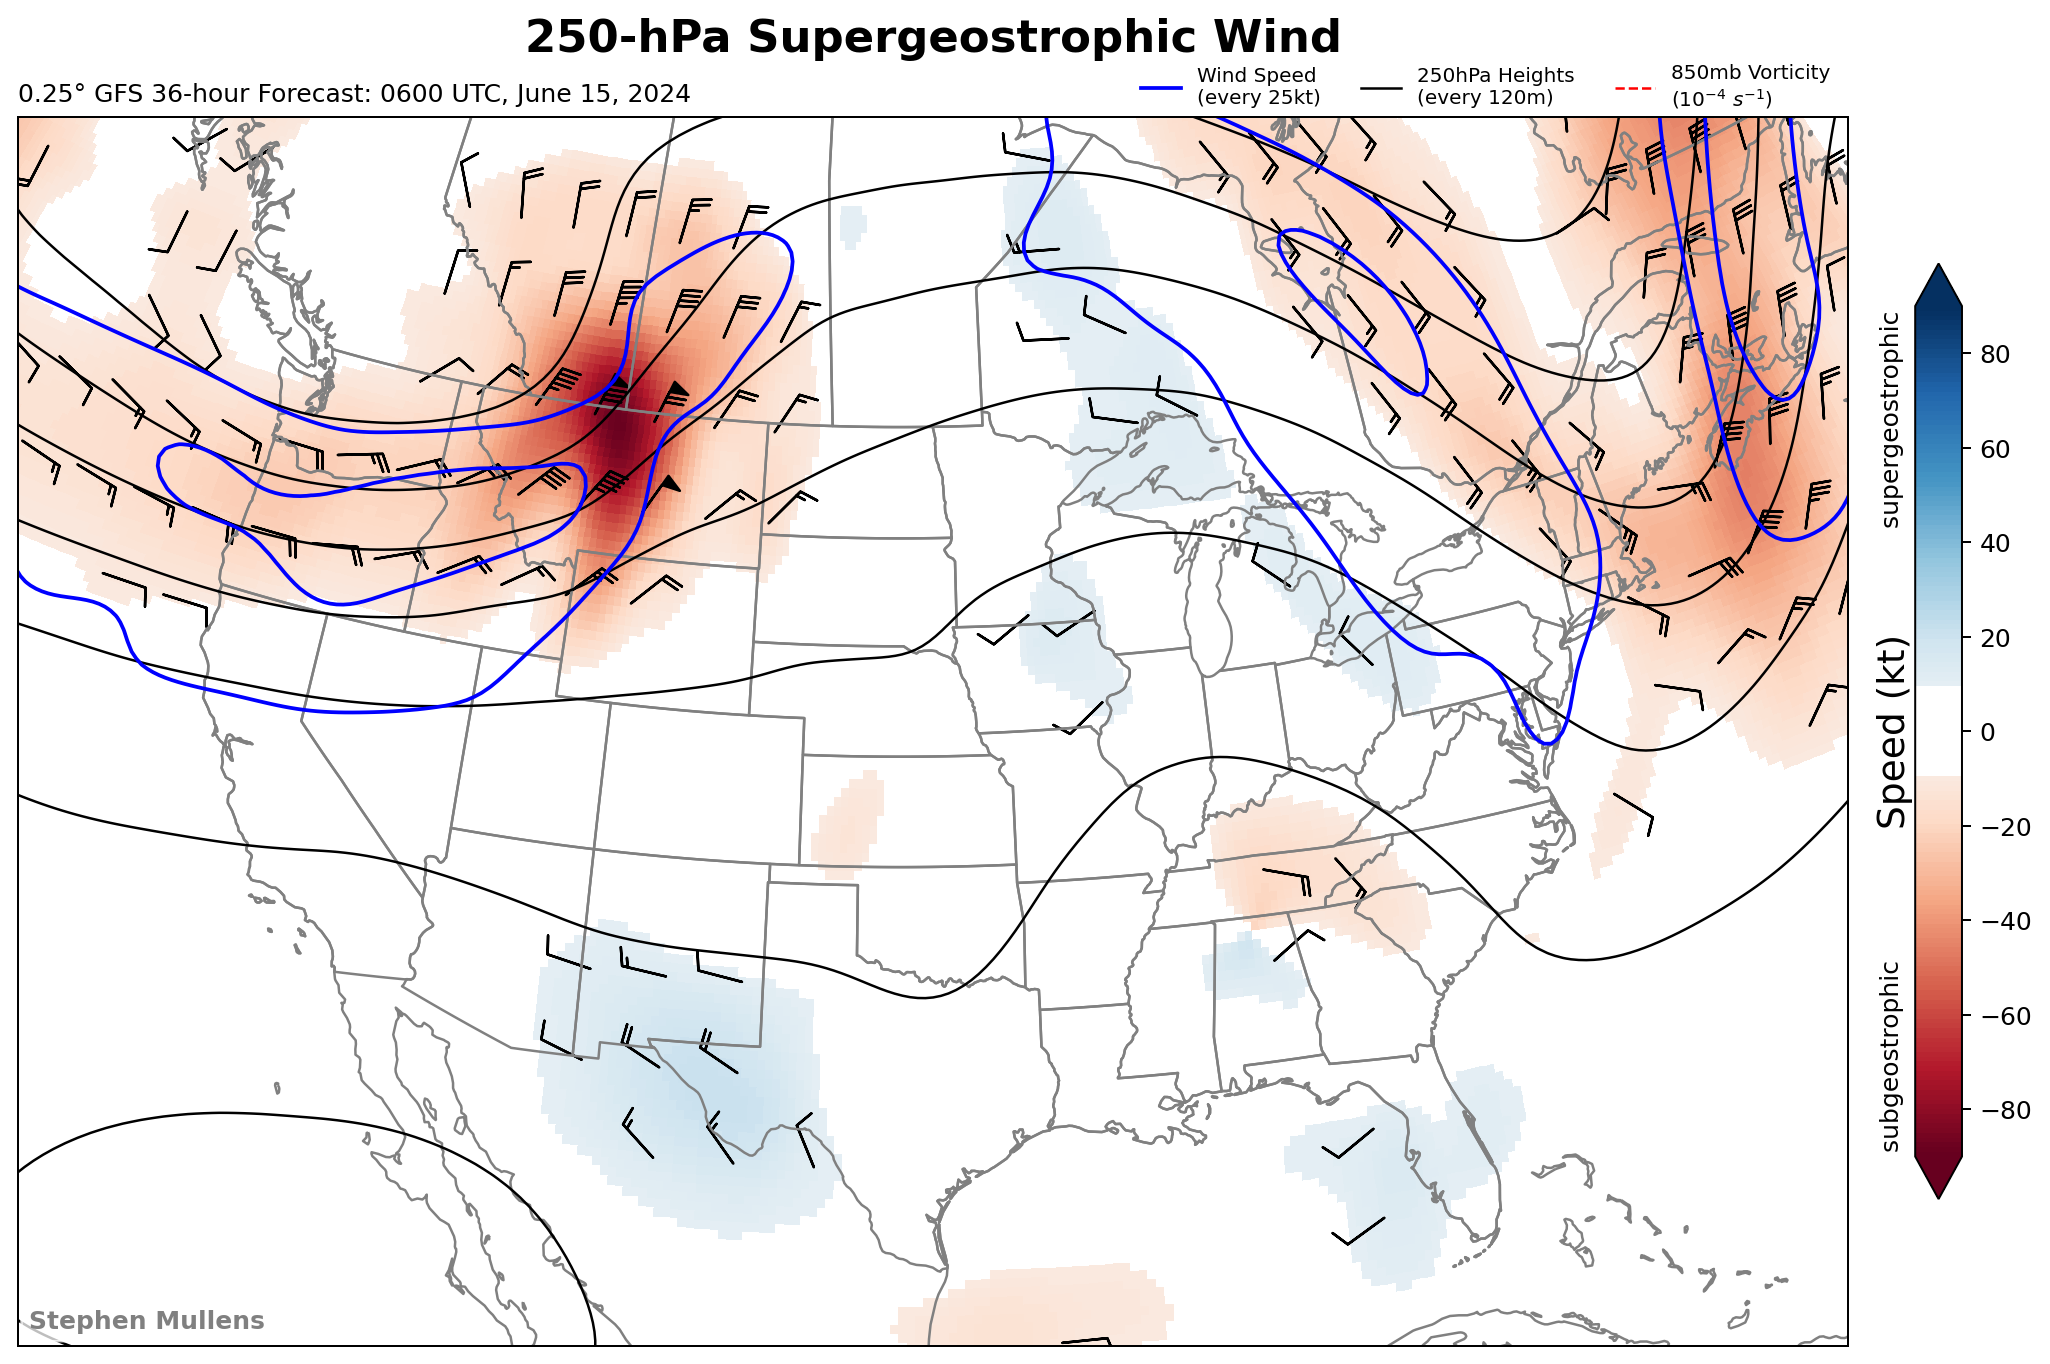 250-hPa Supergeostrophic Wind
0.25° GFS 36-hour Forecast: 0600 UTC, June 15, 2024
Wind Speed
(every 25kt)
250hPa Heights
(every 120m)
850mb Vorticity
(10⁻⁴ s⁻¹)
supergeostrophic
Speed (kt)
subgeostrophic
80
60
40
20
0
−20
−40
−60
−80
Stephen Mullens